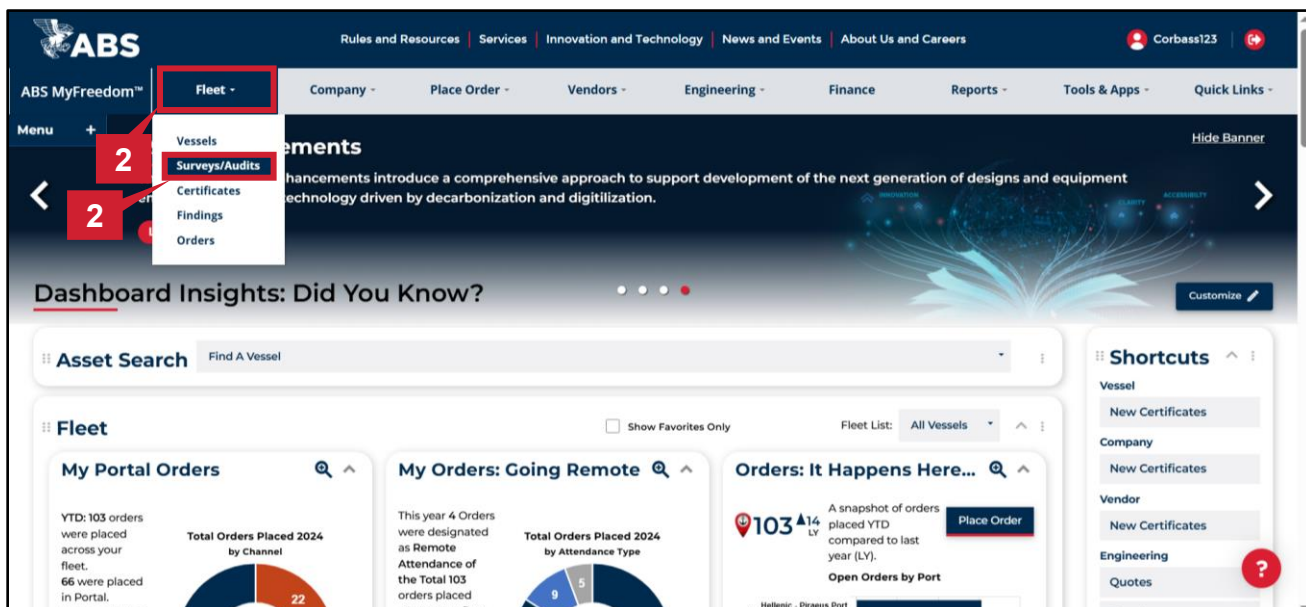 ABS
Rules and Resources | Services | Innovation and Technology | News and Events | About Us and Careers
Corbass123
ABS MyFreedom™
Fleet
Company
Place Order
Vendors
Engineering
Finance
Reports
Tools & Apps
Quick Links
Menu +
2
Vessels
Surveys/Audits
Certificates
Findings
Orders
2
ements
Hide Banner
hancements introduce a comprehensive approach to support development of the next generation of designs and equipment
echnology driven by decarbonization and digitilization.
INNOVATION
CLARITY
ACCESSIBILITY
Dashboard Insights: Did You Know?
Customize
Asset Search
Find A Vessel
Fleet
Show Favorites Only
Fleet List: All Vessels
My Portal Orders
YTD: 103 orders
were placed
across your
fleet.
66 were placed
in Portal.
Total Orders Placed 2024
by Channel
22
My Orders: Going Remote
This year 4 Orders
were designated
as Remote
Attendance of
the Total 103
orders placed
Total Orders Placed 2024
by Attendance Type
9
5
Orders: It Happens Here...
103
14
LY
A snapshot of orders
placed YTD
compared to last
year (LY).
Place Order
Open Orders by Port
Hellenic - Piraeus Port
Shortcuts
Vessel
New Certificates
Company
New Certificates
Vendor
New Certificates
Engineering
Quotes
?